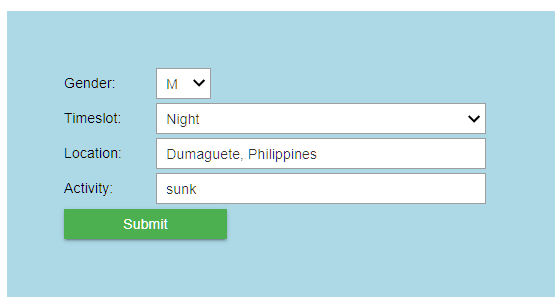 Gender: M
Timeslot: Night
Location: Dumaguete, Philippines
Activity: sunk
Submit